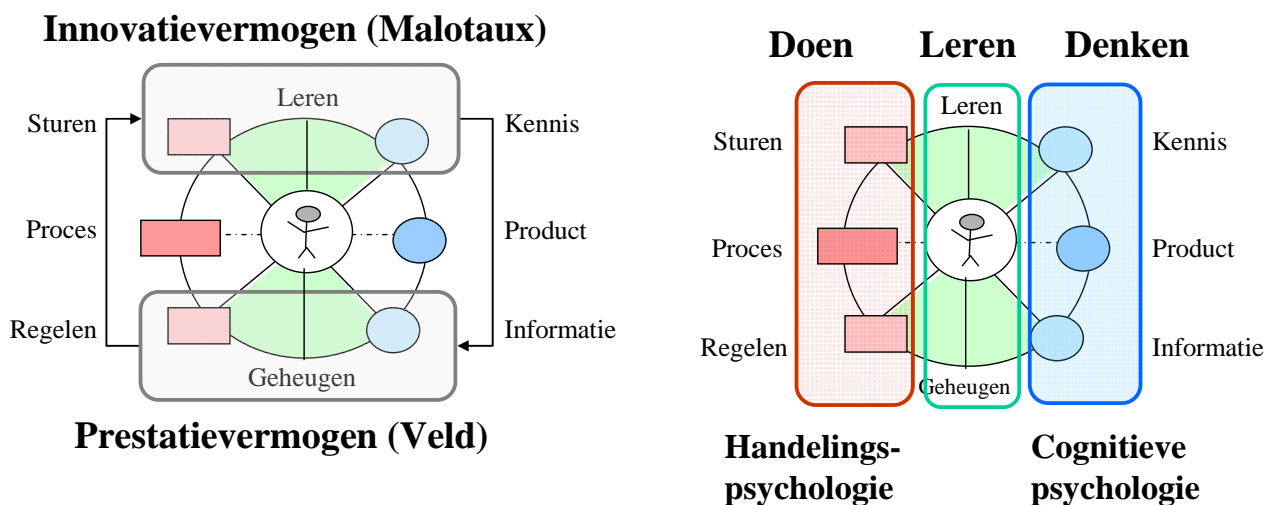 Innovatievermogen (Malotaux)
Leren
Sturen
Kennis
Proces
Product
Regelen
Informatie
Geheugen
Prestatievermogen (Veld)
Doen
Leren
Denken
Leren
Sturen
Kennis
Proces
Product
Regelen
Informatie
Geheugen
Handelings-
psychologie
Cognitieve
psychologie